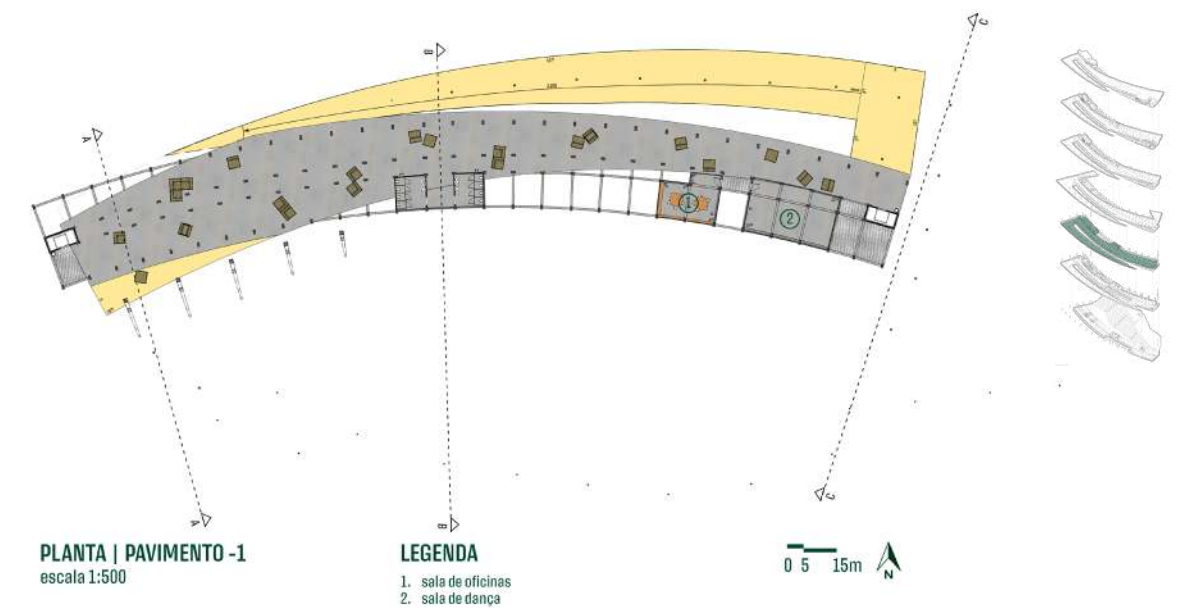 C
B
A
1
2
A
B
C
PLANTA | PAVIMENTO -1
escala 1:500
LEGENDA
1. sala de oficinas
2. sala de dança
0 5 15m
N